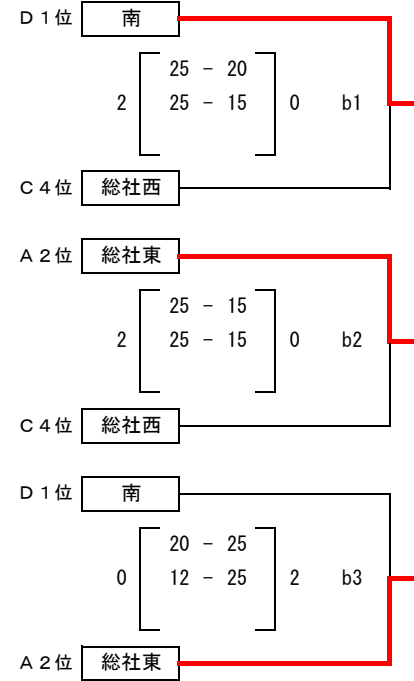 Ｄ１位 南
25 － 20
2 25 － 15 0 b1
Ｃ４位 総社西
Ａ２位 総社東
25 － 15
2 25 － 15 0 b2
Ｃ４位 総社西
Ｄ１位 南
20 － 25
0 12 － 25 2 b3
Ａ２位 総社東